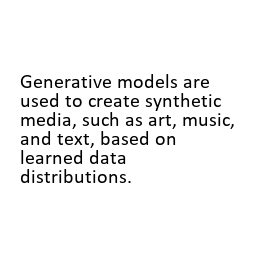 Generative models are
used to create synthetic
media, such as art, music,
and text, based on
learned data
distributions.